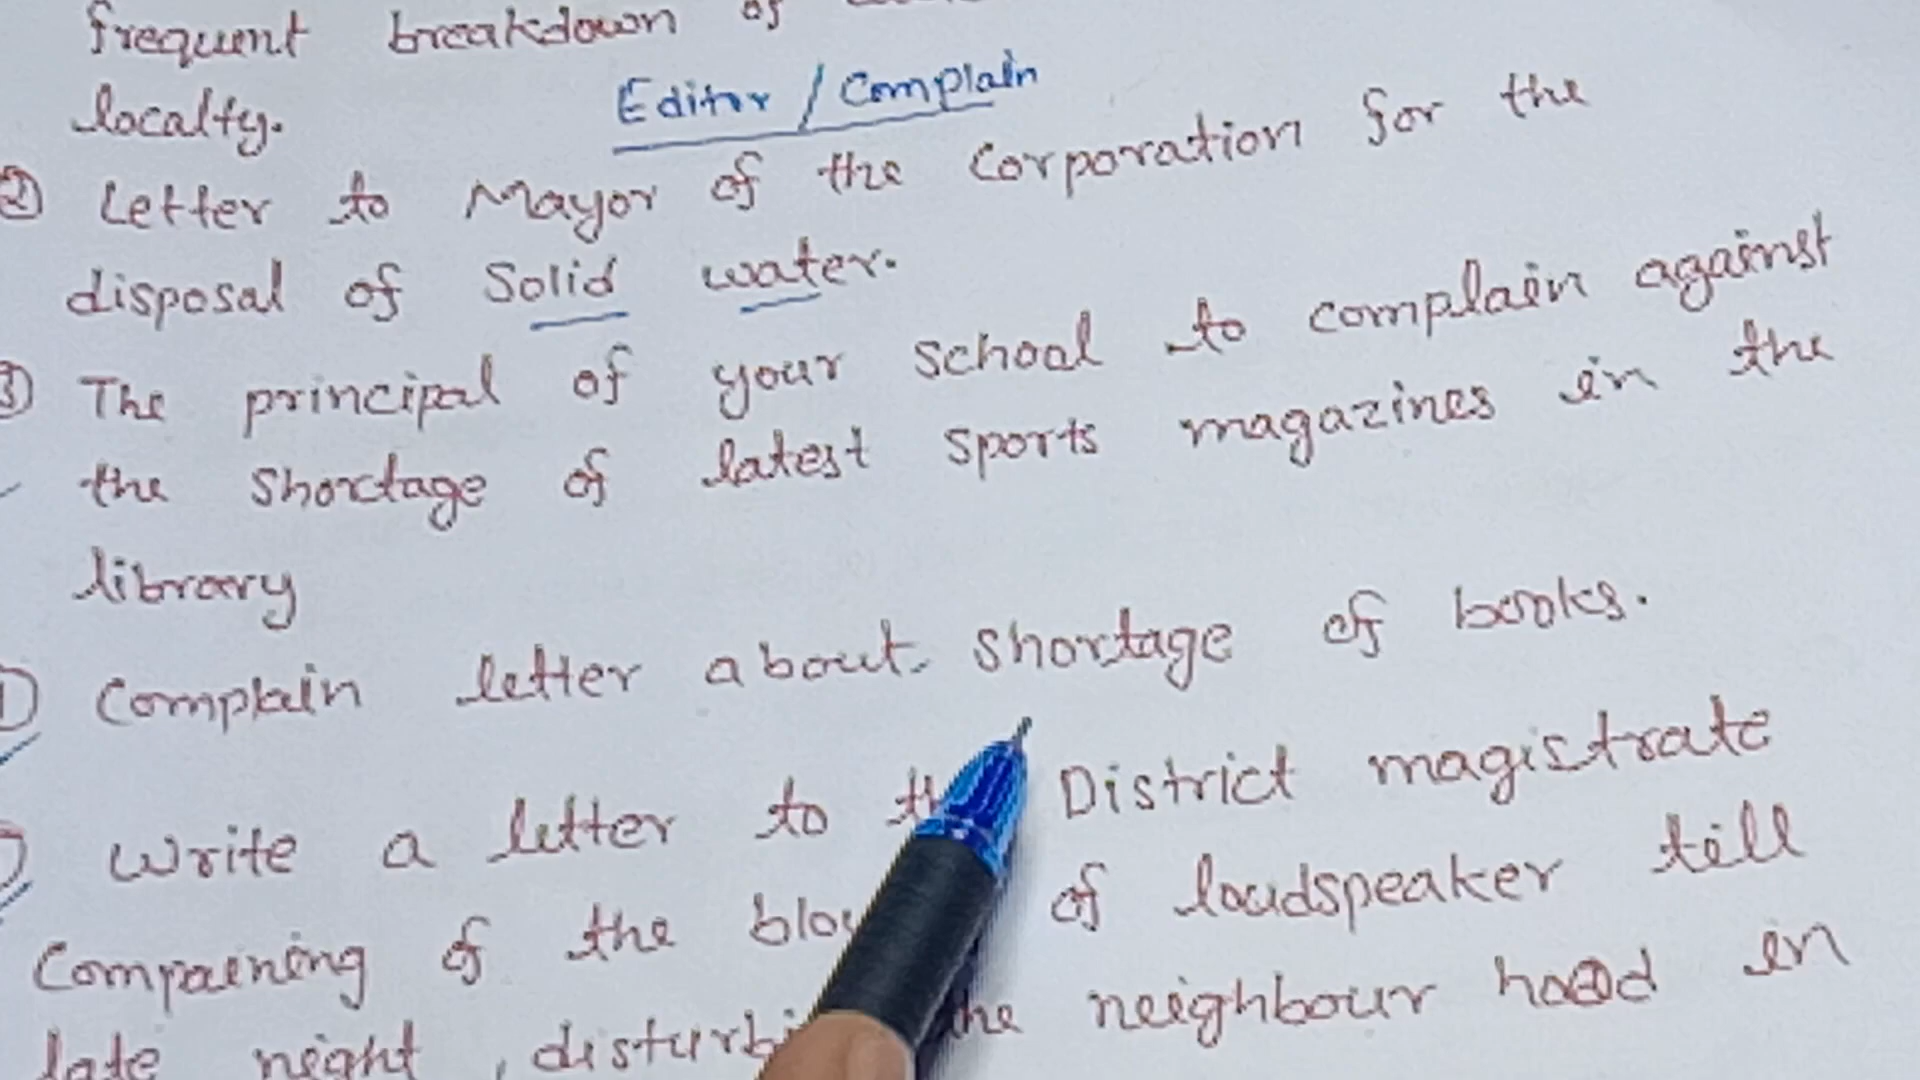 frequent breakdown of
localty.
Editor / Complain
② Letter to Mayor of the Corporation for the
disposal of Solid water.
③ The principal of your school to complain against
the shortage of latest sports magazines in the
library
Complain letter about shortage of books.
Write a letter to District magistrate
Compaening of the of loudspeaker till
late night, neighbour hood in